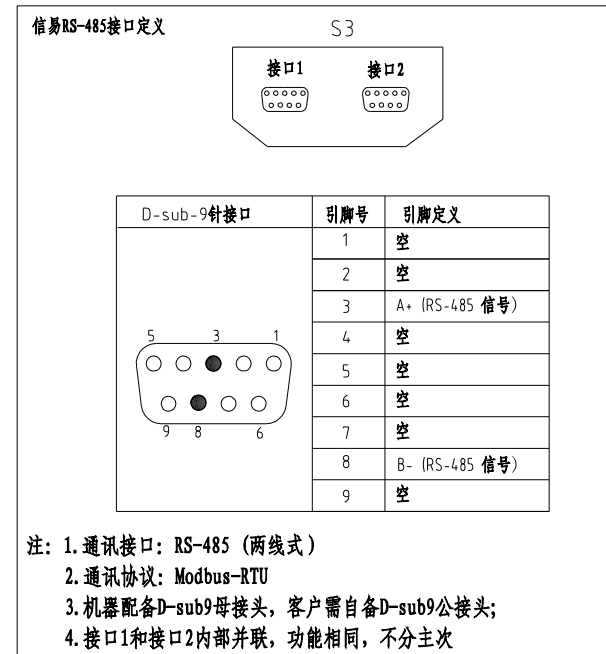 信易RS-485接口定义
S3
接口1 接口2
D-sub-9针接口 引脚号 引脚定义
1 空
2 空
3 A+ (RS-485 信号)
4 空
5 空
6 空
7 空
8 B- (RS-485 信号)
9 空
5 3 1
9 8 6
注: 1.通讯接口: RS-485 (两线式)
2.通讯协议: Modbus-RTU
3.机器配备D-sub9母接头, 客户需自备D-sub9公接头;
4.接口1和接口2内部并联, 功能相同, 不分主次